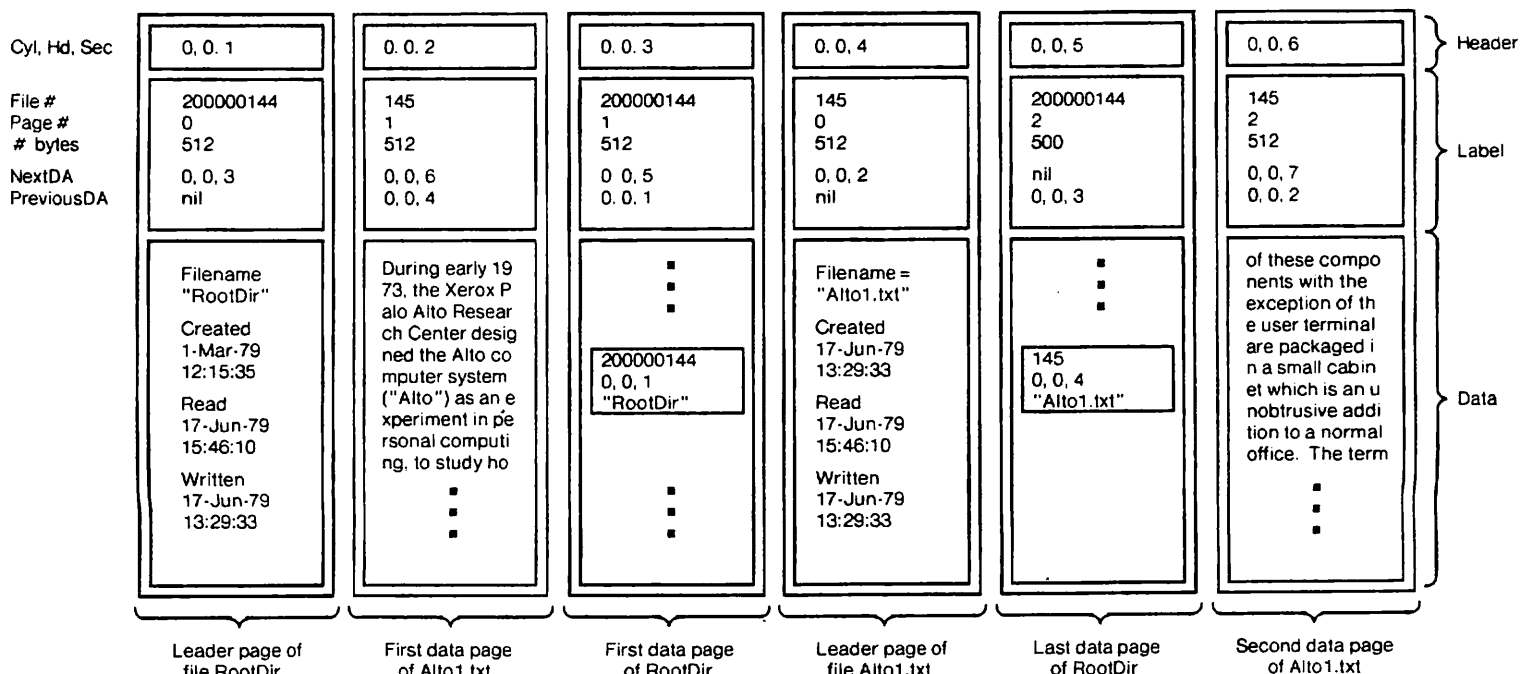 Cyl, Hd, Sec
0, 0. 1
0. 0. 2
0. 0. 3
0. 0, 4
0, 0, 5
0, 0, 6
Header
File #
Page #
# bytes
NextDA
PreviousDA
200000144
0
512
0, 0, 3
nil
145
1
512
0, 0, 6
0, 0, 4
200000144
1
512
0 0, 5
0. 0. 1
145
0
512
0, 0, 2
nil
200000144
2
500
nil
0, 0, 3
145
2
512
0, 0, 7
0, 0, 2
Label
Filename
"RootDir"
Created
1-Mar-79
12:15:35
Read
17-Jun-79
15:46:10
Written
17-Jun-79
13:29:33
During early 19
73, the Xerox P
alo Alto Resear
ch Center desig
ned the Alto co
mputer system
("Alto") as an e
xperiment in pe
rsonal computi
ng, to study ho
200000144
0, 0, 1
"RootDir"
Filename =
"Alto1.txt"
Created
17-Jun-79
13:29:33
Read
17-Jun-79
15:46:10
Written
17-Jun-79
13:29:33
145
0, 0, 4
"Alto1.txt"
of these compo
nents with the
exception of th
e user terminal
are packaged i
n a small cabin
et which is an u
nobtrusive addi
tion to a normal
office. The term
Data
Leader page of
file RootDir
First data page
of Alto1.txt
First data page
of RootDir
Leader page of
file Alto1.txt
Last data page
of RootDir
Second data page
of Alto1.txt